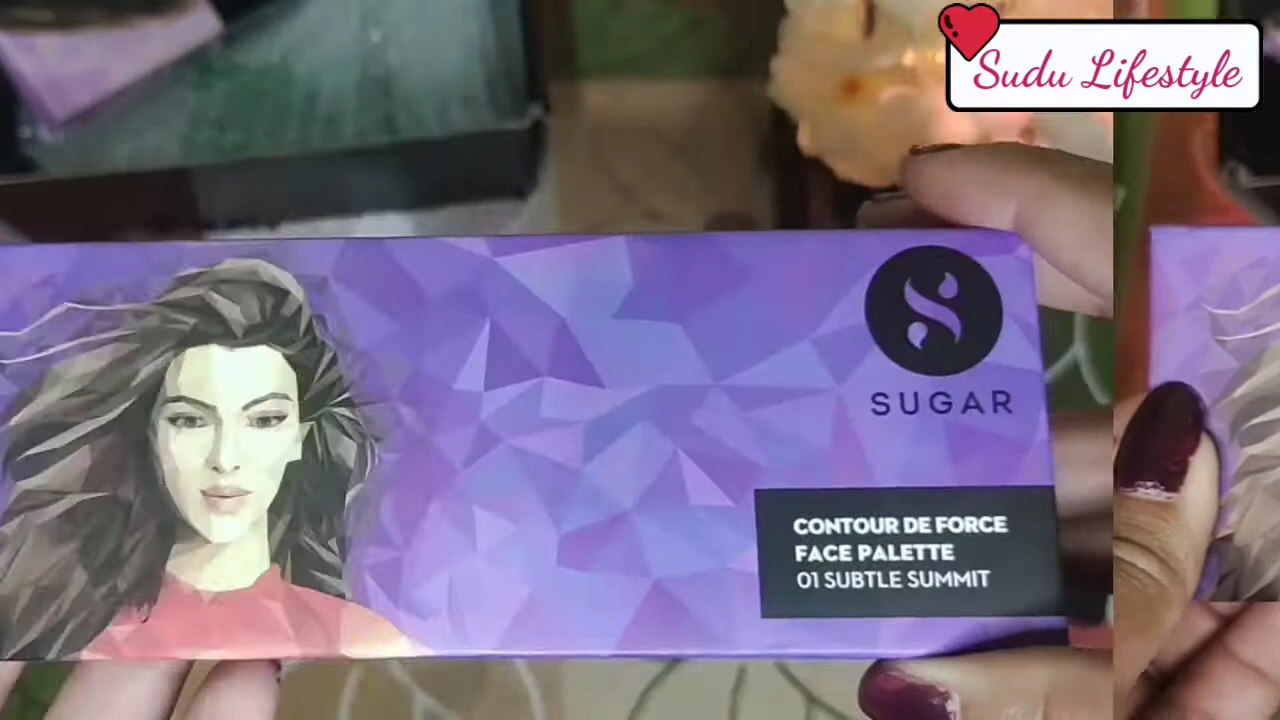 Sudu Lifestyle
SUGAR
CONTOUR DE FORCE
FACE PALETTE
01 SUBTLE SUMMIT